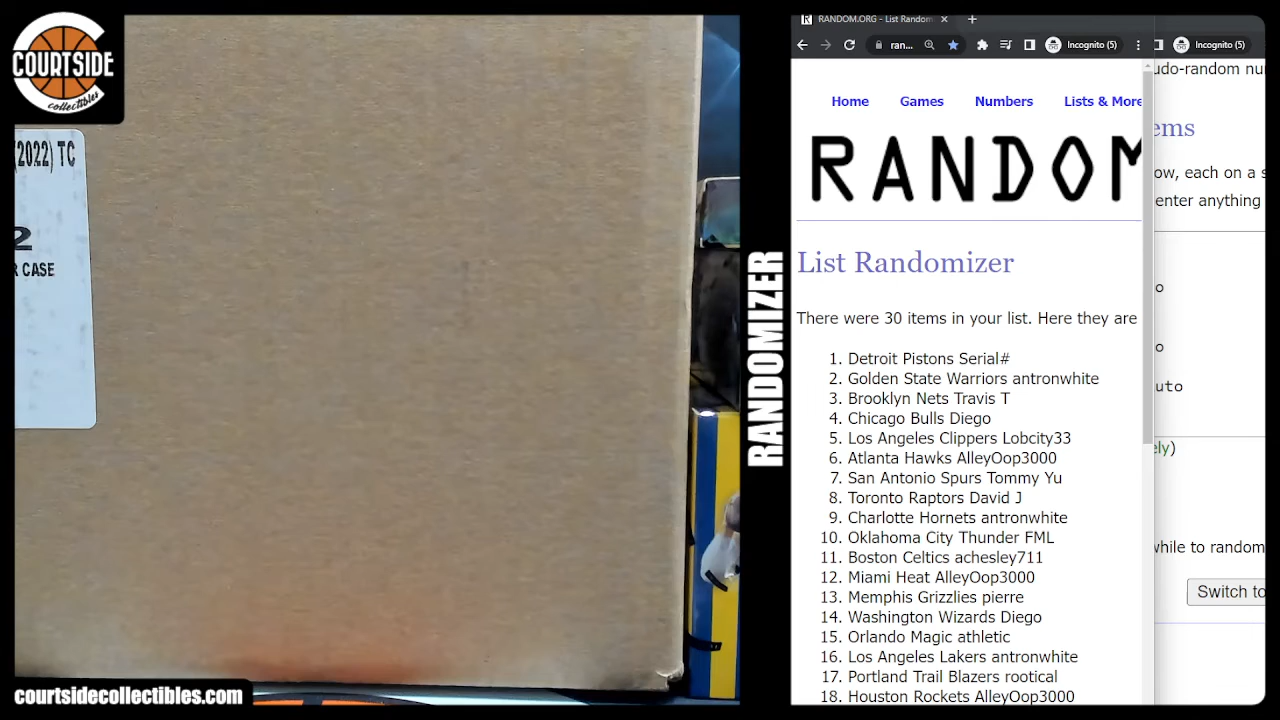 COURTSIDE
collectibles
(2022) TC
R CASE
courtsidecollectibles.com
RANDOMIZER
RANDOM.ORG - List Random
ran...
Incognito (5)
Incognito (5)
Home Games Numbers Lists & More
RANDOM
List Randomizer
There were 30 items in your list. Here they are
1. Detroit Pistons Serial#
2. Golden State Warriors antronwhite
3. Brooklyn Nets Travis T
4. Chicago Bulls Diego
5. Los Angeles Clippers Lobcity33
6. Atlanta Hawks AlleyOop3000
7. San Antonio Spurs Tommy Yu
8. Toronto Raptors David J
9. Charlotte Hornets antronwhite
10. Oklahoma City Thunder FML
11. Boston Celtics achesley711
12. Miami Heat AlleyOop3000
13. Memphis Grizzlies pierre
14. Washington Wizards Diego
15. Orlando Magic athletic
16. Los Angeles Lakers antronwhite
17. Portland Trail Blazers rootical
18. Houston Rockets AlleyOop3000
udo-random nu
ems
ow, each on a s
enter anything
o
o
uto
ely)
while to random
Switch to